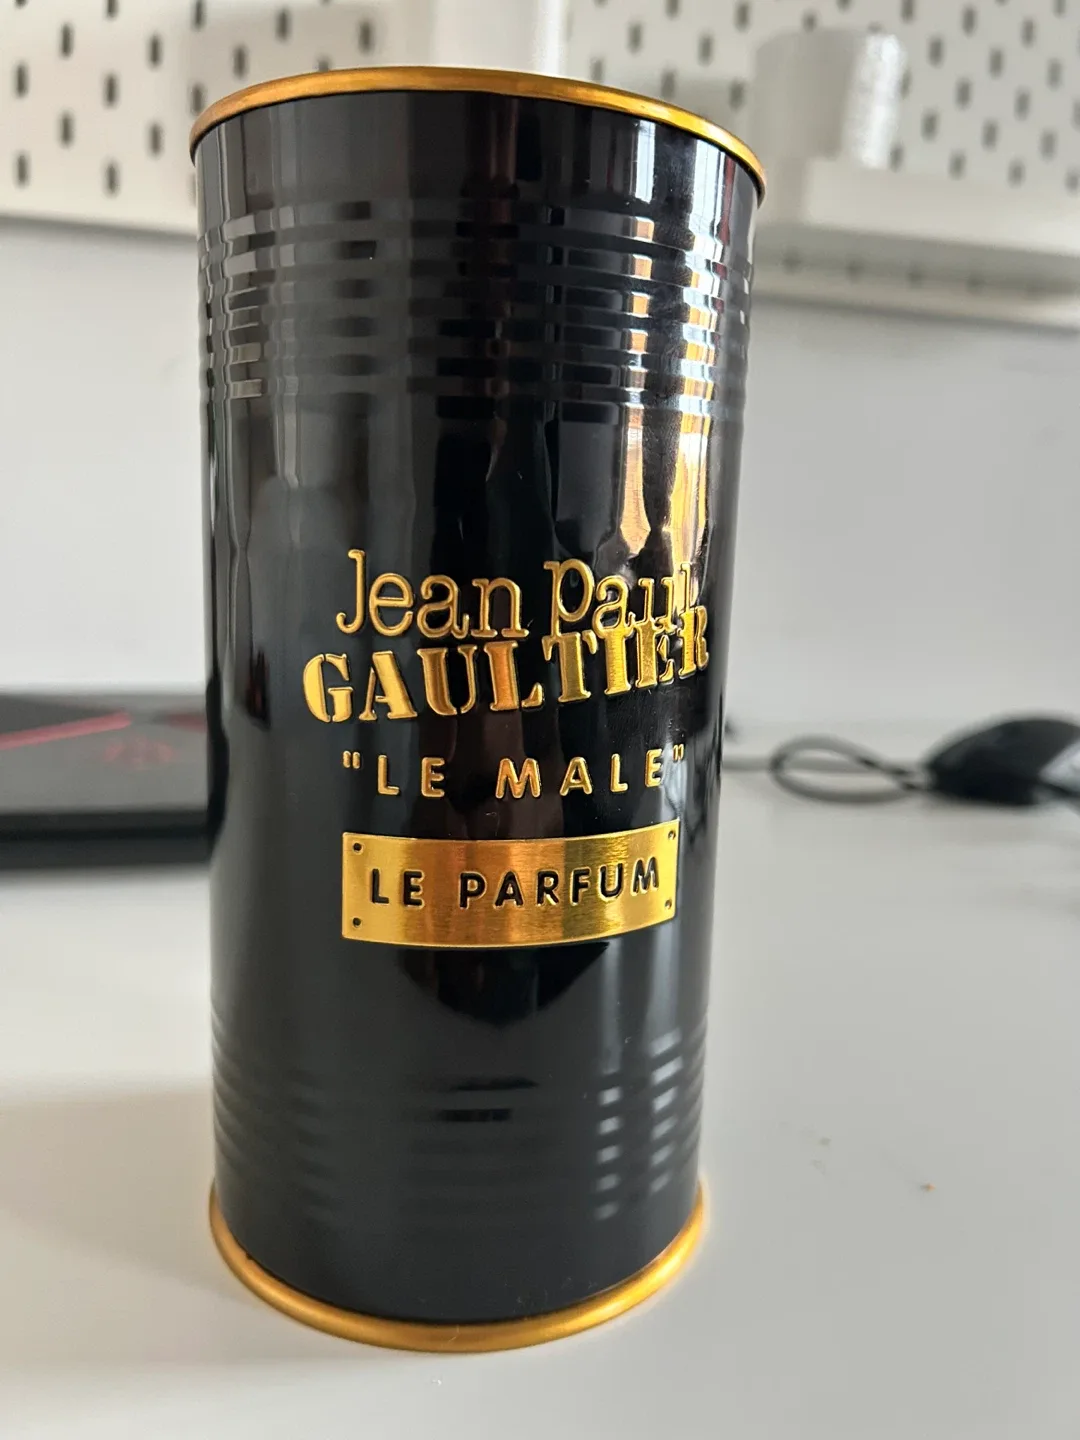 Jean Paul
GAULTIER
"LE MALE"
LE PARFUM